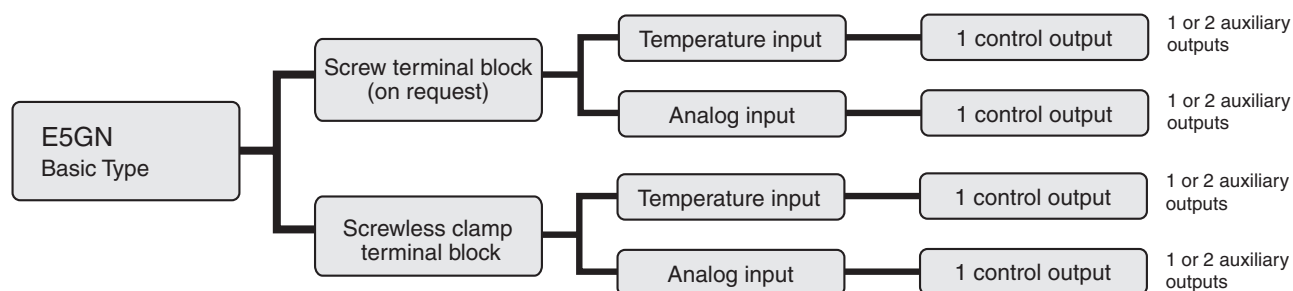 E5GN
Basic Type
Screw terminal block
(on request)
Temperature input
1 control output
1 or 2 auxiliary
outputs
Analog input
1 control output
1 or 2 auxiliary
outputs
Screwless clamp
terminal block
Temperature input
1 control output
1 or 2 auxiliary
outputs
Analog input
1 control output
1 or 2 auxiliary
outputs